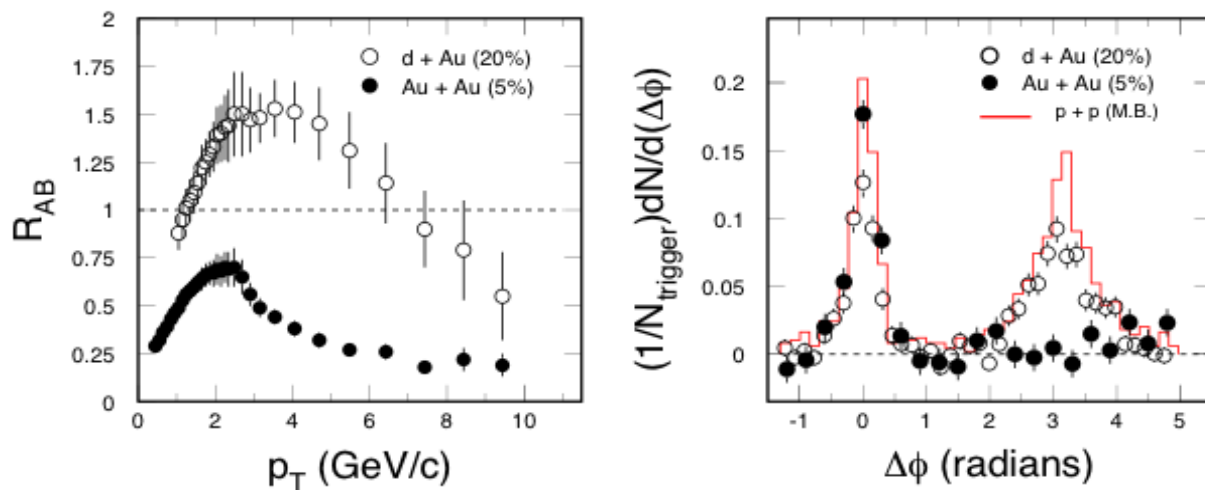 2
1.75
1.5
1.25
1
0.75
0.5
0.25
0
R_AB
d + Au (20%)
Au + Au (5%)
0 2 4 6 8 10
p_T (GeV/c)
0.2
0.15
0.1
0.05
0
(1/N_trigger)dN/d(Δϕ)
d + Au (20%)
Au + Au (5%)
p + p (M.B.)
-1 0 1 2 3 4 5
Δϕ (radians)